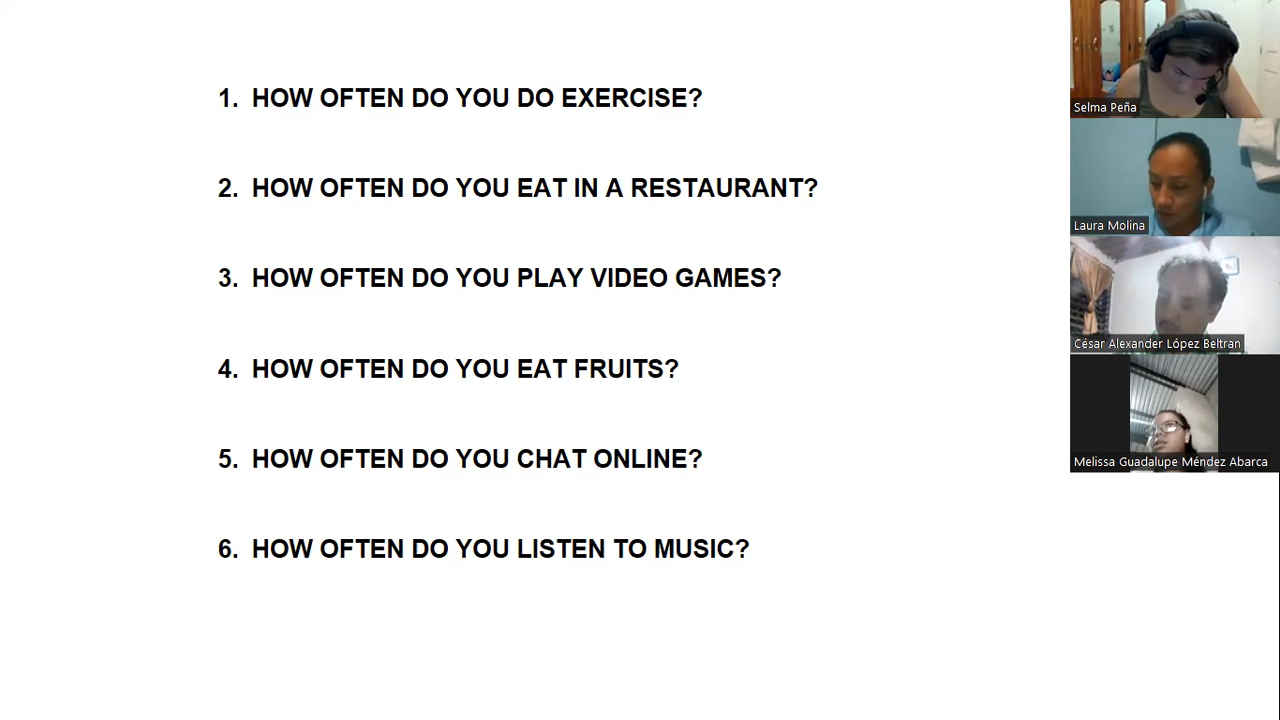 1. HOW OFTEN DO YOU DO EXERCISE?
2. HOW OFTEN DO YOU EAT IN A RESTAURANT?
3. HOW OFTEN DO YOU PLAY VIDEO GAMES?
4. HOW OFTEN DO YOU EAT FRUITS?
5. HOW OFTEN DO YOU CHAT ONLINE?
6. HOW OFTEN DO YOU LISTEN TO MUSIC?
Selma Peña
Laura Molina
César Alexander López Beltran
Melissa Guadalupe Méndez Abarca